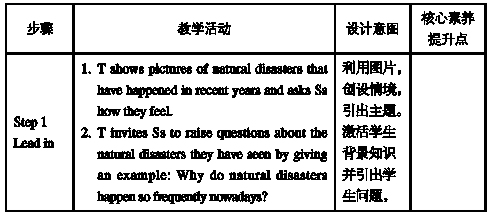 步骤
教学活动
设计意图
核心素养
提升点
Step 1
Lead in
1. T shows pictures of natural disasters that
have happened in recent years and asks Ss
how they feel.
2. T invites Ss to raise questions about the
natural disasters they have seen by giving
an example: Why do natural disasters
happen so frequently nowadays?
利用图片，
创设情境，
引出主题。
激活学生
背景知识
并引出学
生问题。